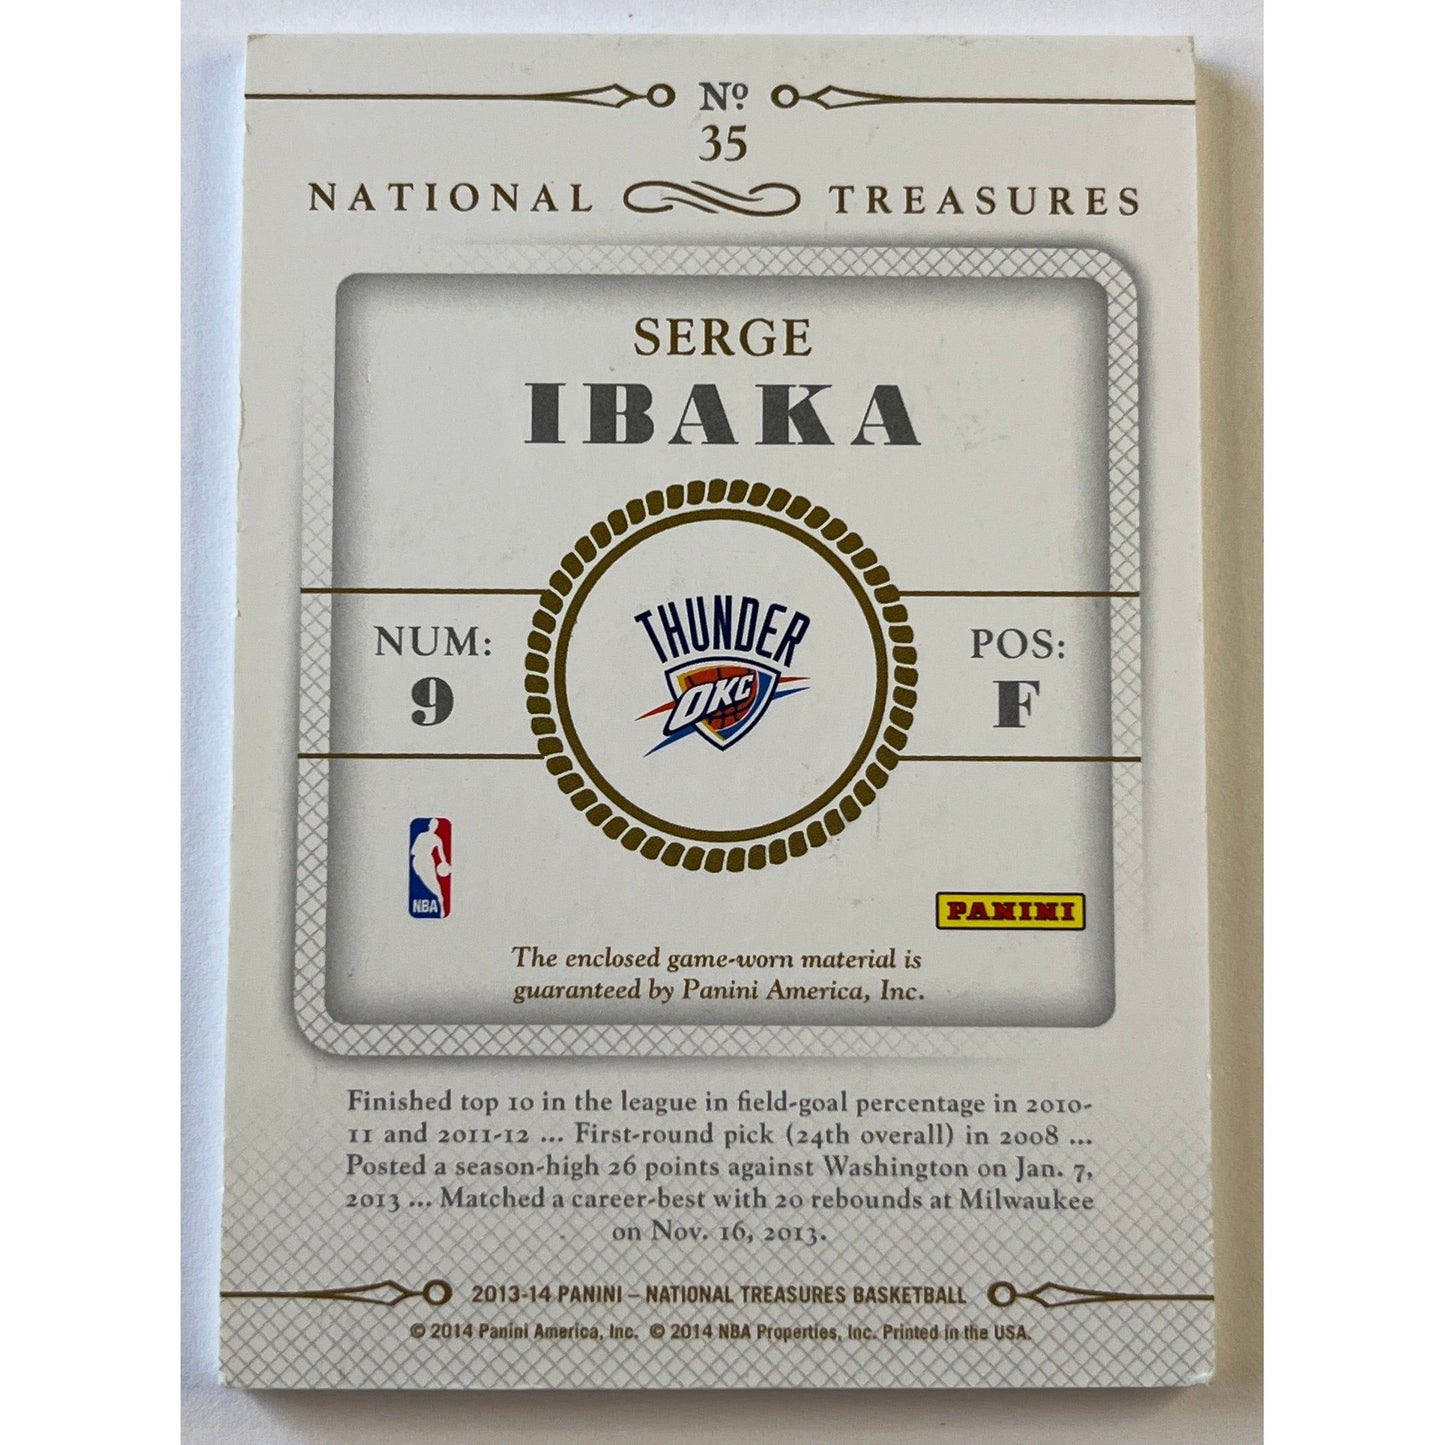 Nº
35
NATIONAL TREASURES
SERGE
IBAKA
THUNDER
OKC
NUM:
9
POS:
F
NBA
PANINI
The enclosed game-worn material is
guaranteed by Panini America, Inc.
Finished top 10 in the league in field-goal percentage in 2010-
11 and 2011-12 ... First-round pick (24th overall) in 2008 ...
Posted a season-high 26 points against Washington on Jan. 7,
2013 ... Matched a career-best with 20 rebounds at Milwaukee
on Nov. 16, 2013.
2013-14 PANINI – NATIONAL TREASURES BASKETBALL
© 2014 Panini America, Inc. © 2014 NBA Properties, Inc. Printed in the USA.